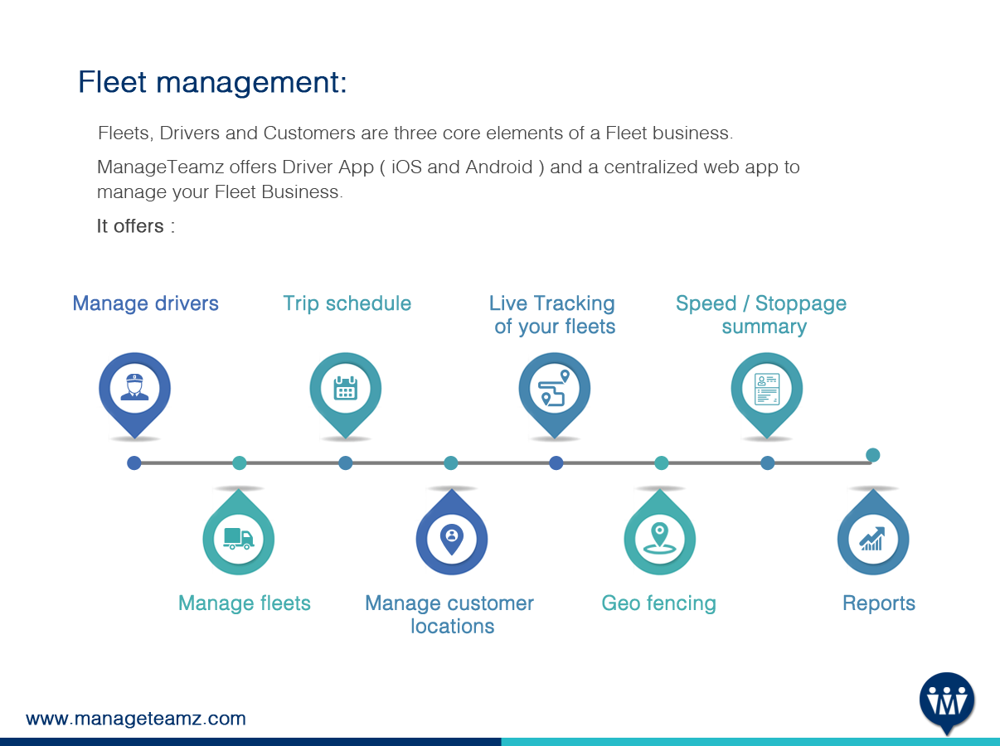 Fleet management:
Fleets, Drivers and Customers are three core elements of a Fleet business.
ManageTeamz offers Driver App ( iOS and Android ) and a centralized web app to
manage your Fleet Business.
It offers :
Manage drivers
Trip schedule
Live Tracking
of your fleets
Speed / Stoppage
summary
Manage fleets
Manage customer
locations
Geo fencing
Reports
www.manageteamz.com